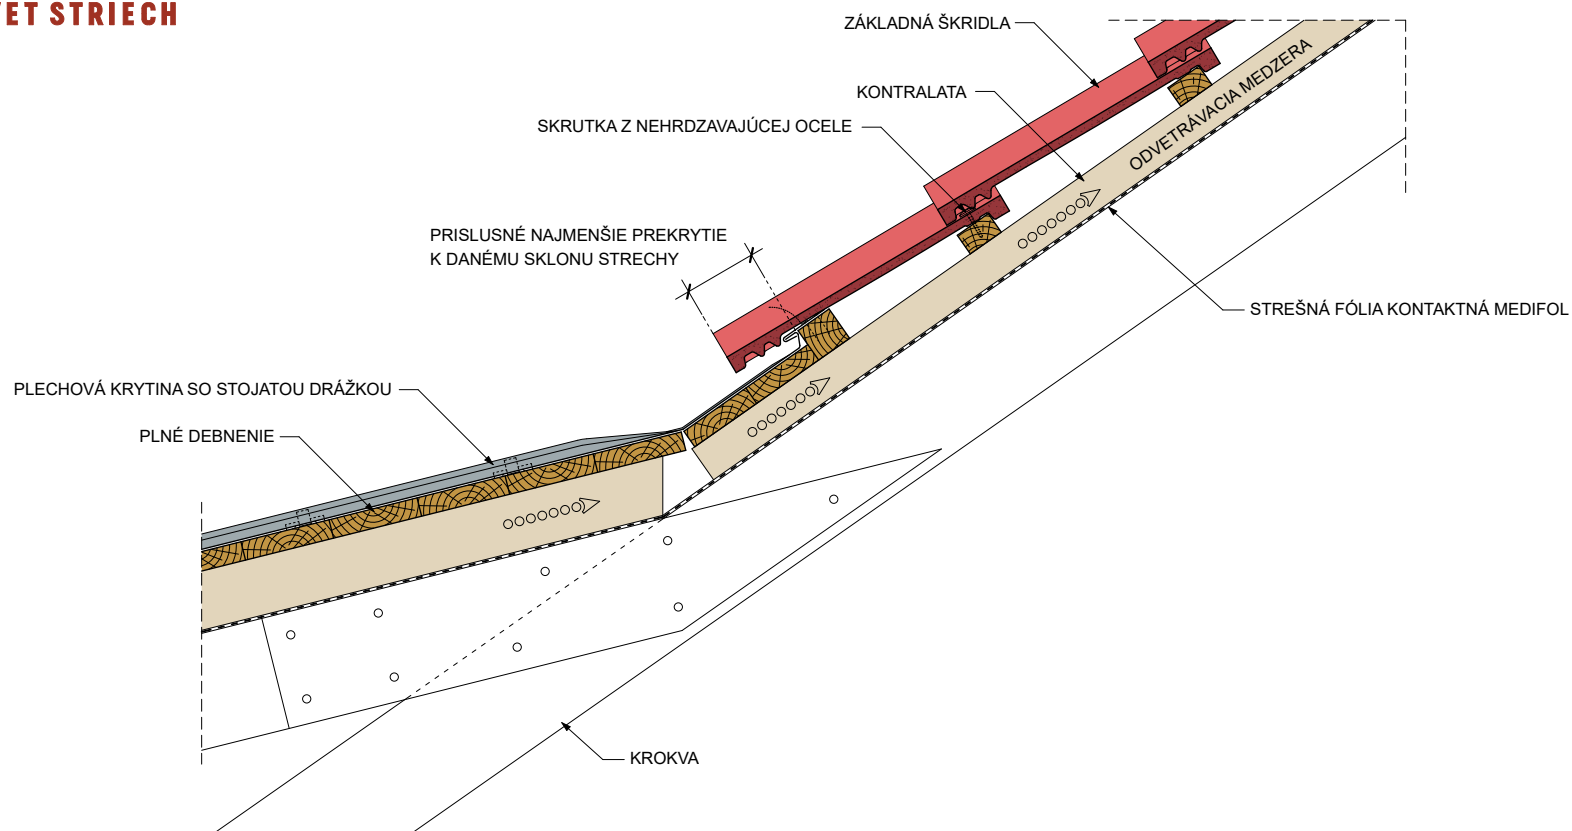 ET STRIECH
ZÁKLADNÁ ŠKRIDLA
KONTRALATA
SKRUTKA Z NEHRDZAVAJÚCEJ OCELE
ODVETRÁVACIA MEDZERA
PRISLUSNÉ NAJMENŠIE PREKRYTIE
K DANÉMU SKLONU STRECHY
STREŠNÁ FÓLIA KONTAKTNÁ MEDIFOL
PLECHOVÁ KRYTINA SO STOJATOU DRÁŽKOU
PLNÉ DEBNENIE
KROKVA